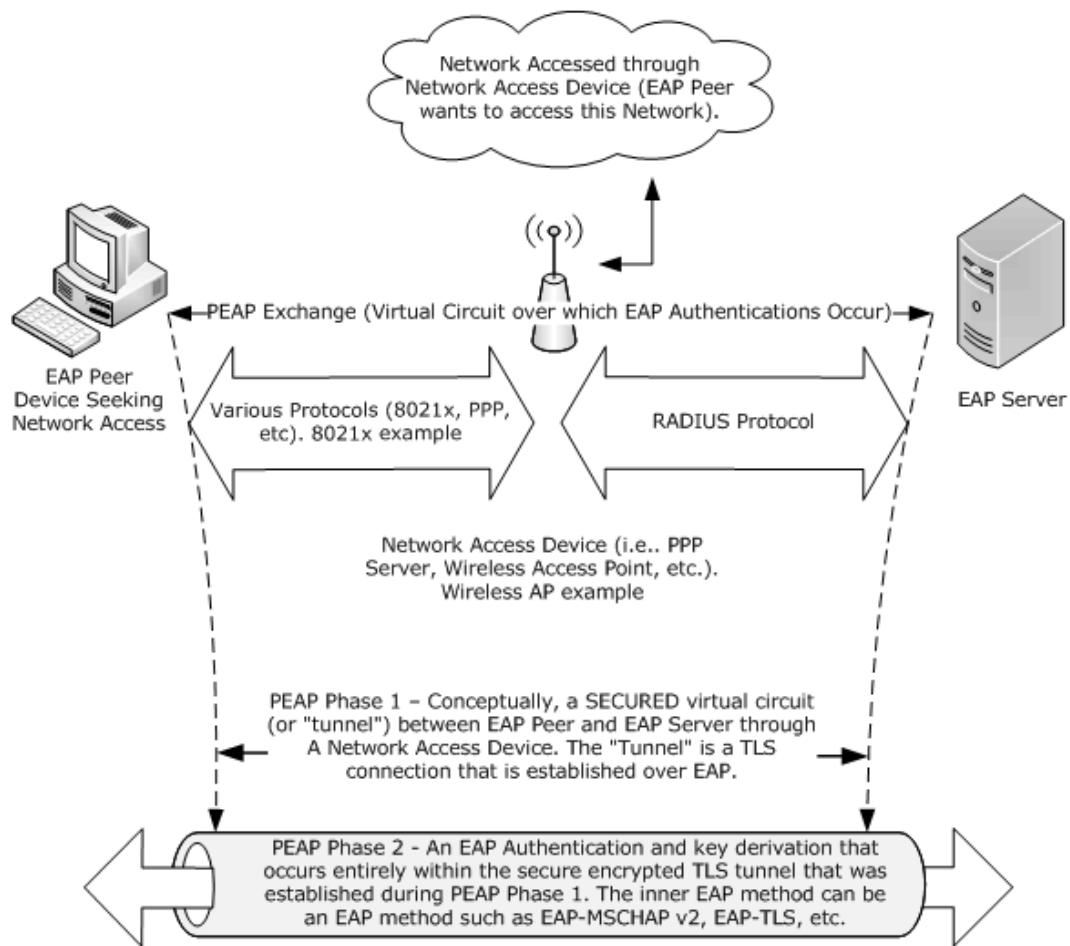 Network Accessed through
Network Access Device (EAP Peer
wants to access this Network).
PEAP Exchange (Virtual Circuit over which EAP Authentications Occur)
EAP Peer
Device Seeking
Network Access
EAP Server
Various Protocols (8021x, PPP,
etc). 8021x example
RADIUS Protocol
Network Access Device (i.e.. PPP
Server, Wireless Access Point, etc.).
Wireless AP example
PEAP Phase 1 – Conceptually, a SECURED virtual circuit
(or "tunnel") between EAP Peer and EAP Server through
A Network Access Device. The "Tunnel" is a TLS
connection that is established over EAP.
PEAP Phase 2 - An EAP Authentication and key derivation that
occurs entirely within the secure encrypted TLS tunnel that was
established during PEAP Phase 1. The inner EAP method can be
an EAP method such as EAP-MSCHAP v2, EAP-TLS, etc.